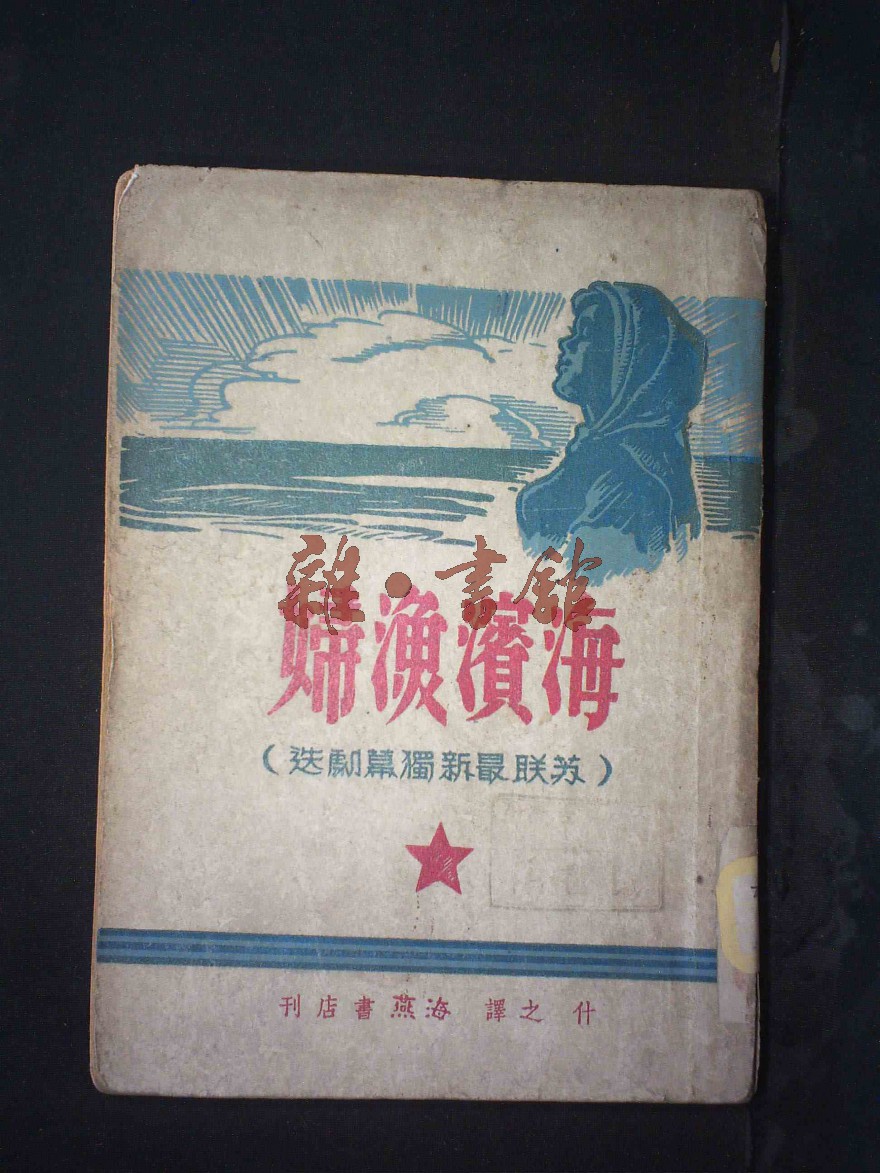 雜·書館
海濱漁婦
(苏联最新獨幕劇迭)
什之譯 海燕書店刊